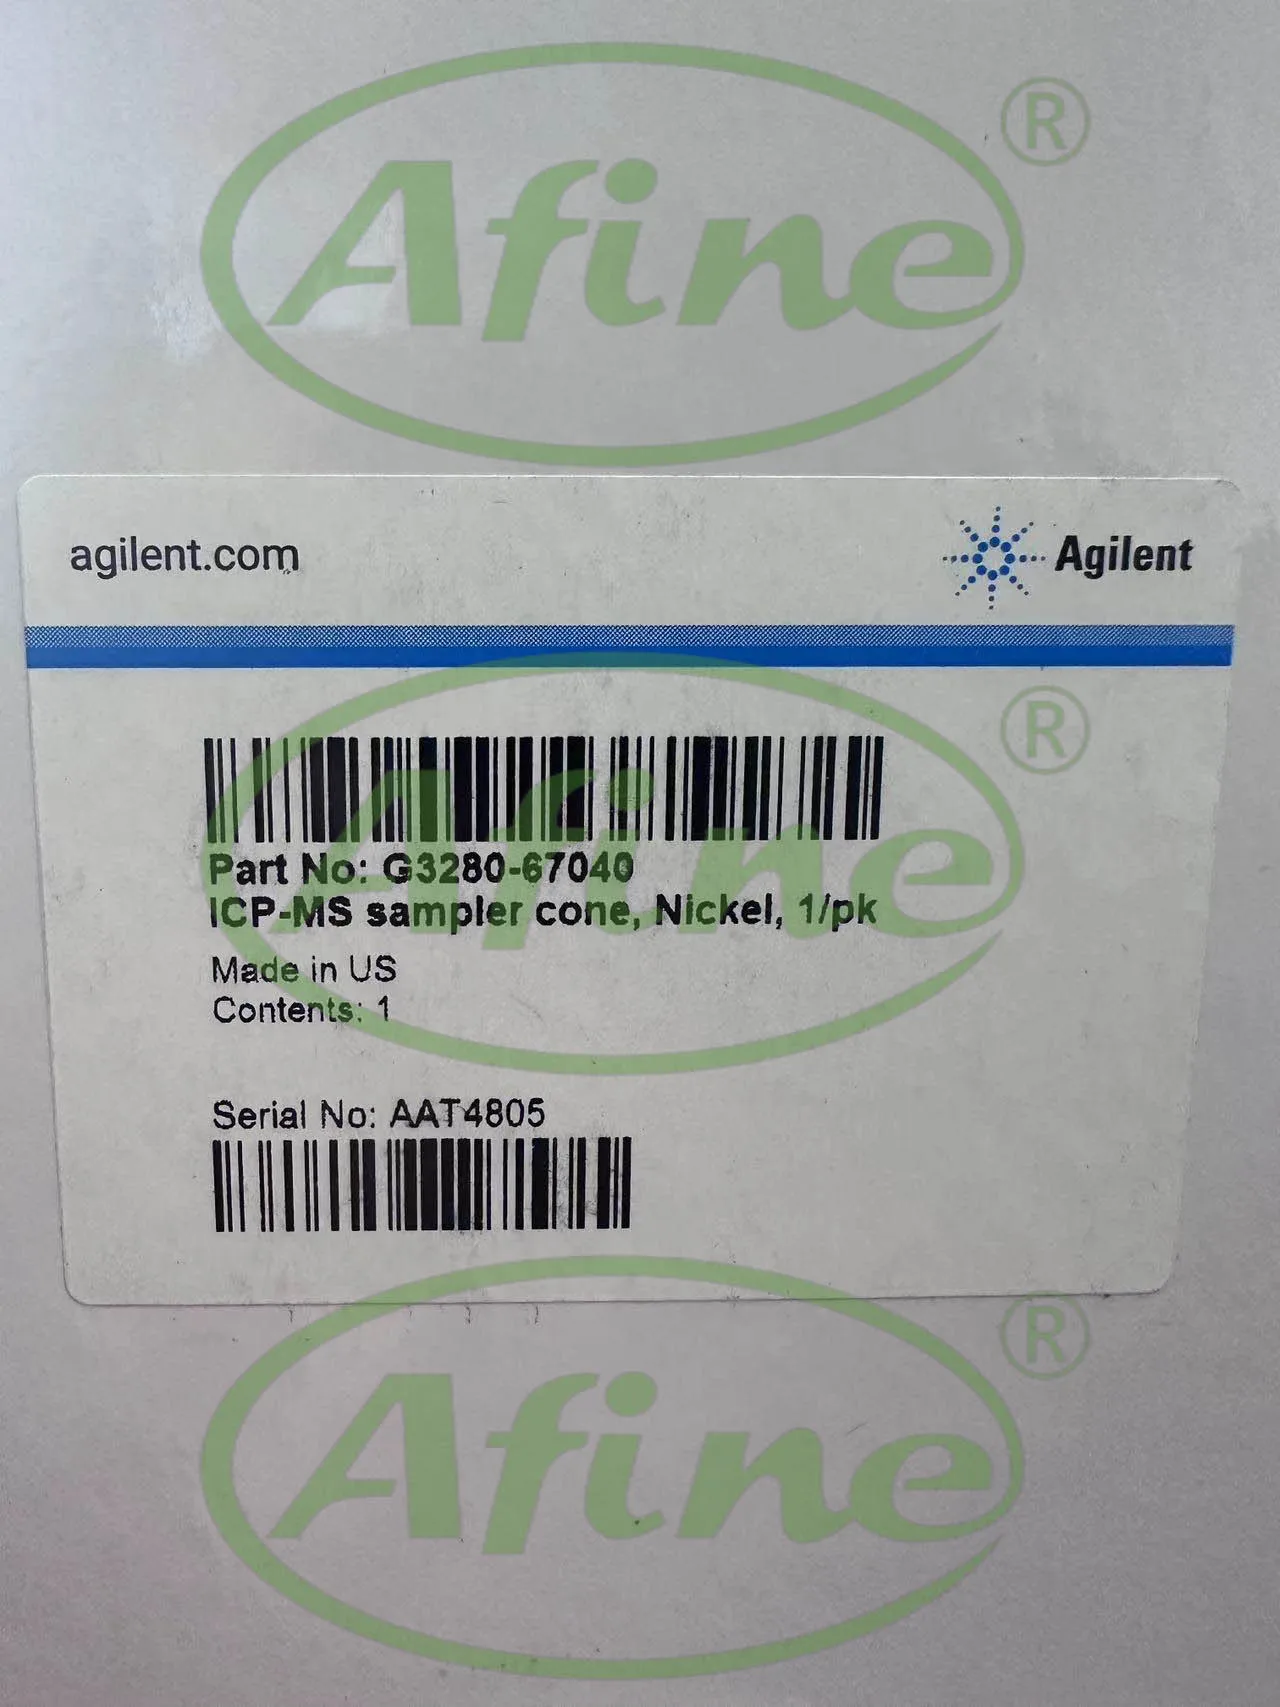 Afine®
agilent.com
Agilent
Afine®
Part No: G3280-67040
ICP-MS sampler cone, Nickel, 1/pk
Made in US
Contents: 1
Serial No: AAT4805
Afine®